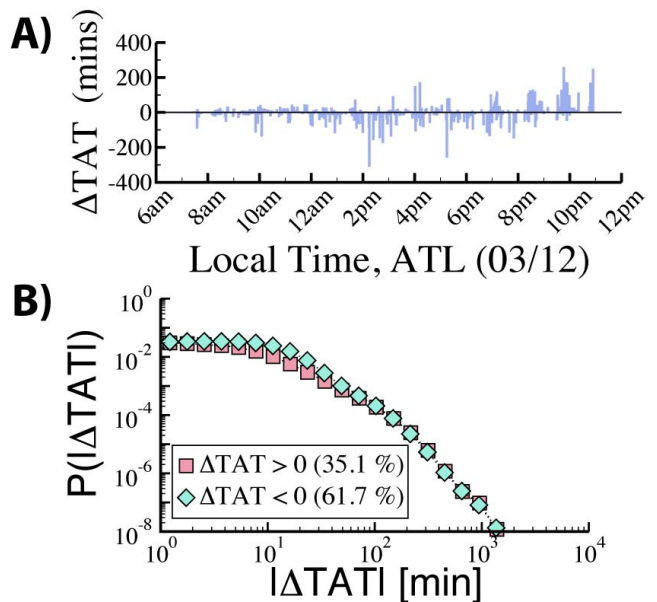 A)
ΔTAT (mins)
400
200
0
-200
-400
6am 8am 10am 12am 2pm 4pm 6pm 8pm 10pm 12pm
Local Time, ATL (03/12)
B)
P(|ΔTAT|)
10^0
10^-2
10^-4
10^-6
10^-8
ΔTAT > 0 (35.1 %)
ΔTAT < 0 (61.7 %)
10^0 10^1 10^2 10^3 10^4
|ΔTAT| [min]